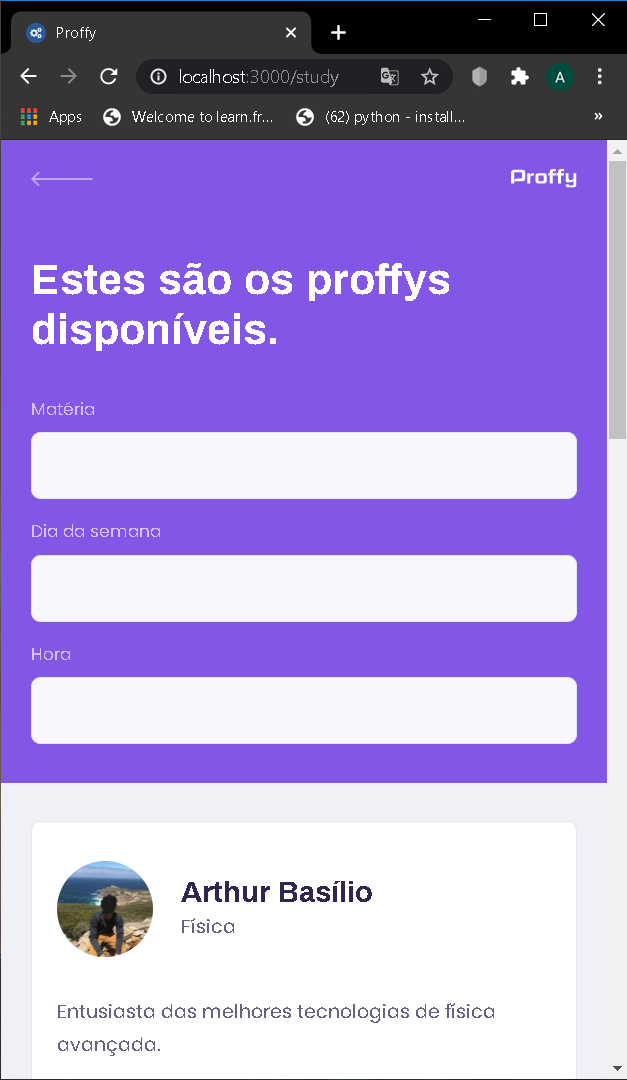 Proffy
localhost:3000/study
A
Apps
Welcome to learn.fr...
(62) python - install...
»
Proffy
Estes são os proffys
disponíveis.
Matéria
Dia da semana
Hora
Arthur Basílio
Física
Entusiasta das melhores tecnologias de física
avançada.